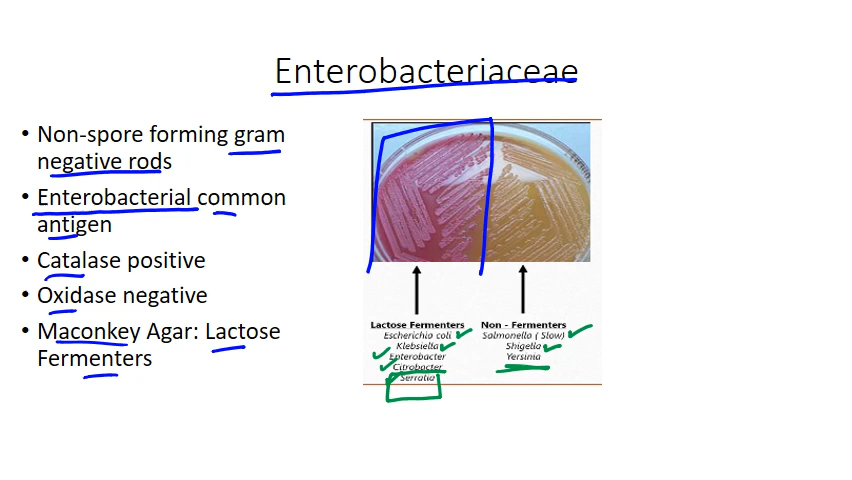 Enterobacteriaceae
• Non-spore forming gram
negative rods
• Enterobacterial common
antigen
• Catalase positive
• Oxidase negative
• Maconkey Agar: Lactose
Fermenters
Lactose Fermenters
Escherichia coli
Klebsiella
Enterobacter
Citrobacter
Serratia
Non - Fermenters
Salmonella ( Slow)
Shigella
Yersinia